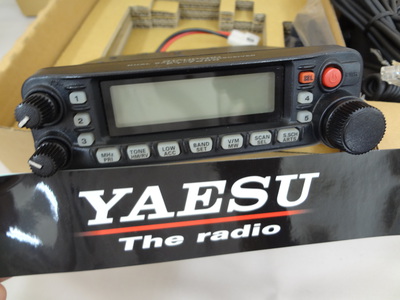 1
2
3
4
5
6
MHz
PRI
TONE
HM/RV
LOW
ACC
BAND
SET
V/M
MW
SCAN
SEL
S.SCH
ARTS
YAESU
The radio